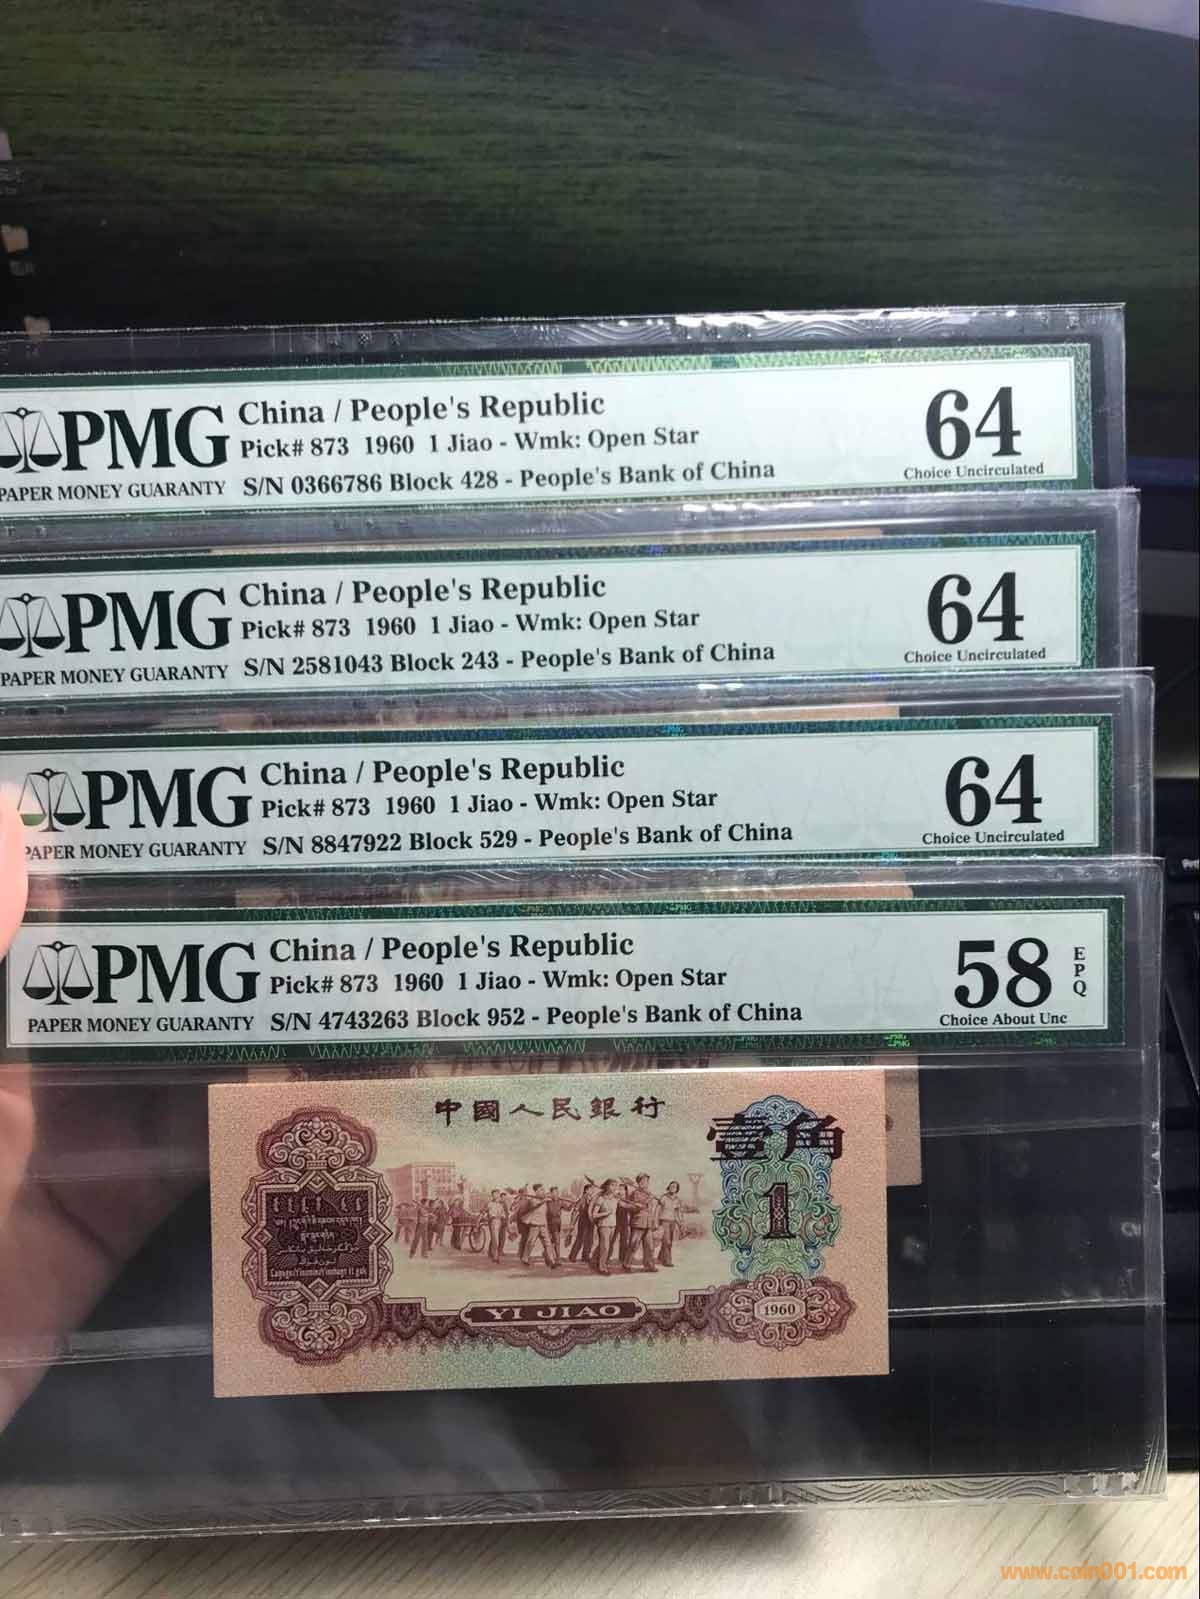 PMG
PAPER MONEY GUARANTY
China / People's Republic
Pick# 873 1960 1 Jiao - Wmk: Open Star
S/N 0366786 Block 428 - People's Bank of China
64
Choice Uncirculated
PMG
PAPER MONEY GUARANTY
China / People's Republic
Pick# 873 1960 1 Jiao - Wmk: Open Star
S/N 2581043 Block 243 - People's Bank of China
64
Choice Uncirculated
PMG
PAPER MONEY GUARANTY
China / People's Republic
Pick# 873 1960 1 Jiao - Wmk: Open Star
S/N 8847922 Block 529 - People's Bank of China
64
Choice Uncirculated
PMG
PAPER MONEY GUARANTY
China / People's Republic
Pick# 873 1960 1 Jiao - Wmk: Open Star
S/N 4743263 Block 952 - People's Bank of China
58
EPQ
Choice About Unc
中國人民銀行
壹角
1
YI JIAO
1960
www.coin001.com